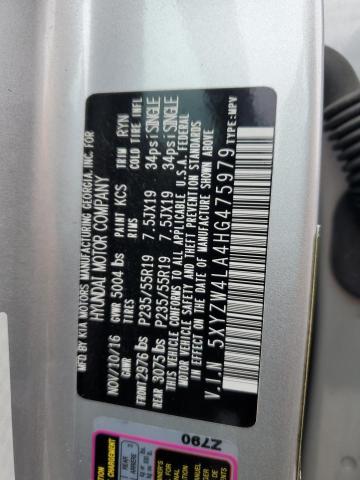 MFD BY KIA MOTORS MANUFACTURING GEORGIA, INC. FOR
HYUNDAI MOTOR COMPANY
NOV/10/16 PAINT KCS TRIM RYN
GVWR 5004 lbs
GAWR TIRES RIMS COLD TIRE INFL.
FRONT 2976 lbs P235/55R19 7.5JX19 34psi SINGLE
REAR 3075 lbs P235/55R19 7.5JX19 34psi SINGLE
THIS VEHICLE CONFORMS TO ALL APPLICABLE U.S.A. FEDERAL
MOTOR VEHICLE SAFETY AND THEFT PREVENTION STANDARDS
IN EFFECT ON THE DATE OF MANUFACTURE SHOWN ABOVE.
V.I.N: 5XYZW4LA4HG475979 TYPE: MPV
Z790
CHARGEMENT
REAR